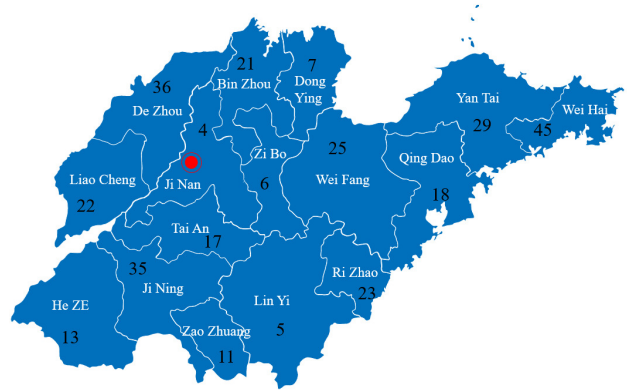 21
Bin Zhou
7
Dong
Ying
36
De Zhou
4
Yan Tai
29
Wei Hai
45
Zi Bo
6
25
Wei Fang
Qing Dao
18
Liao Cheng
22
Ji Nan
Tai An
17
35
Ji Ning
Ri Zhao
23
He ZE
13
Lin Yi
5
Zao Zhuang
11